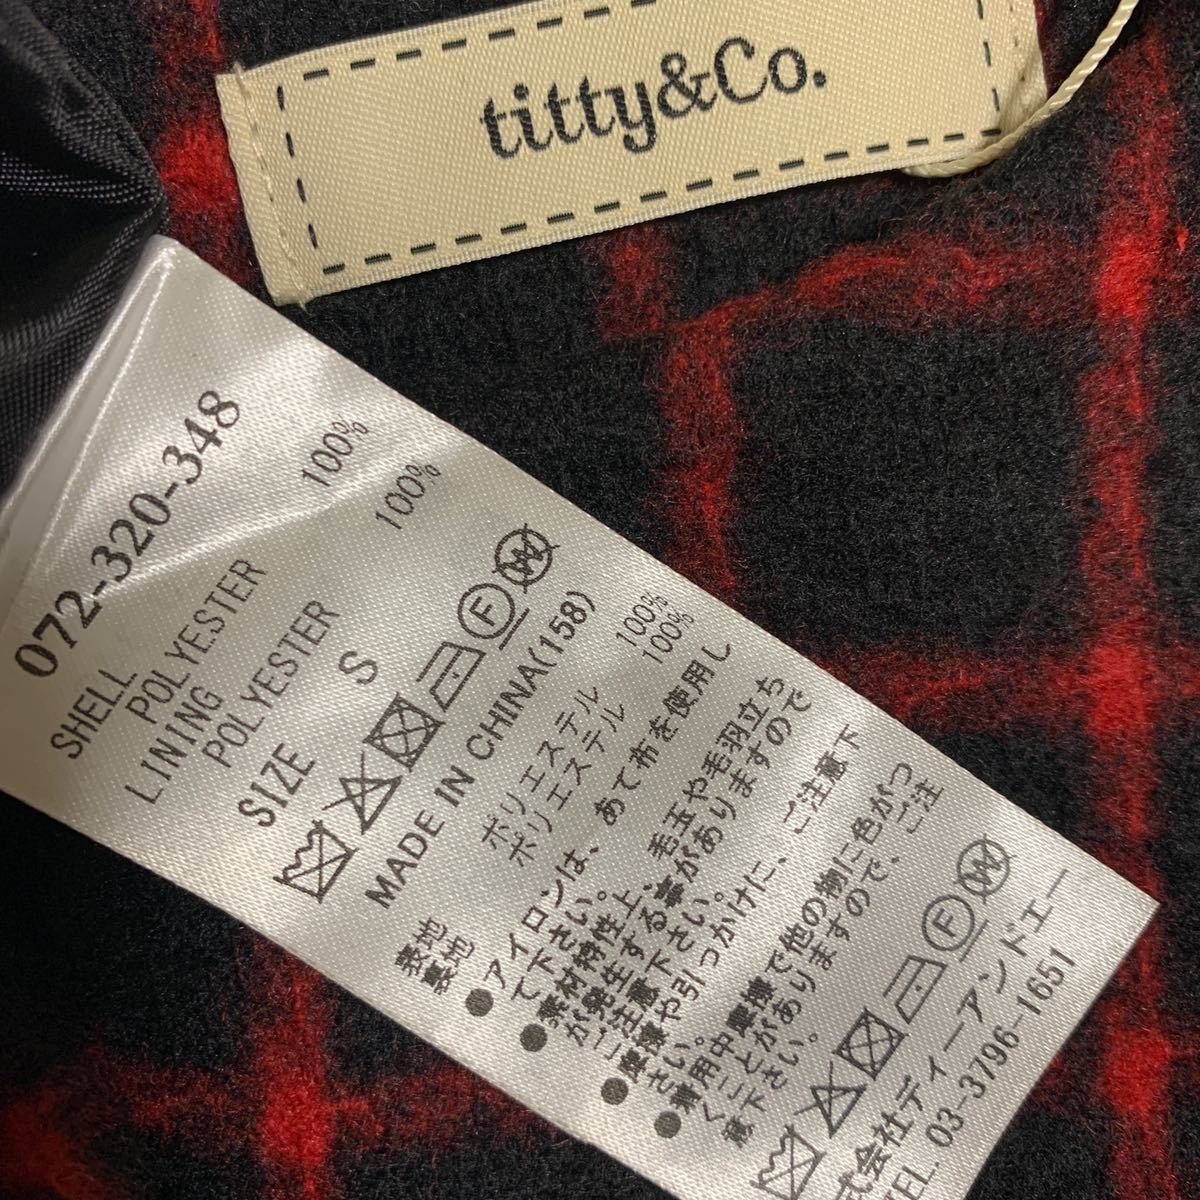 titty&Co.
072-320-348
SHELL
POLYESTER 100%
LINING
POLYESTER 100%
SIZE S
MADE IN CHINA(158)
表地 ポリエステル 100%
裏地 ポリエステル 100%
●アイロンは、あて布を使用し
て下さい。
●素材特性上、毛玉や毛羽立ち
が発生する事がありますので
ご注意下さい。
●摩擦や引っかけに、ご注意下
さい。
●着用中摩擦で他の物に色がつ
くことがありますので、ご注
意下さい。
式会社ティーアンドエー
TEL. 03-3796-1651